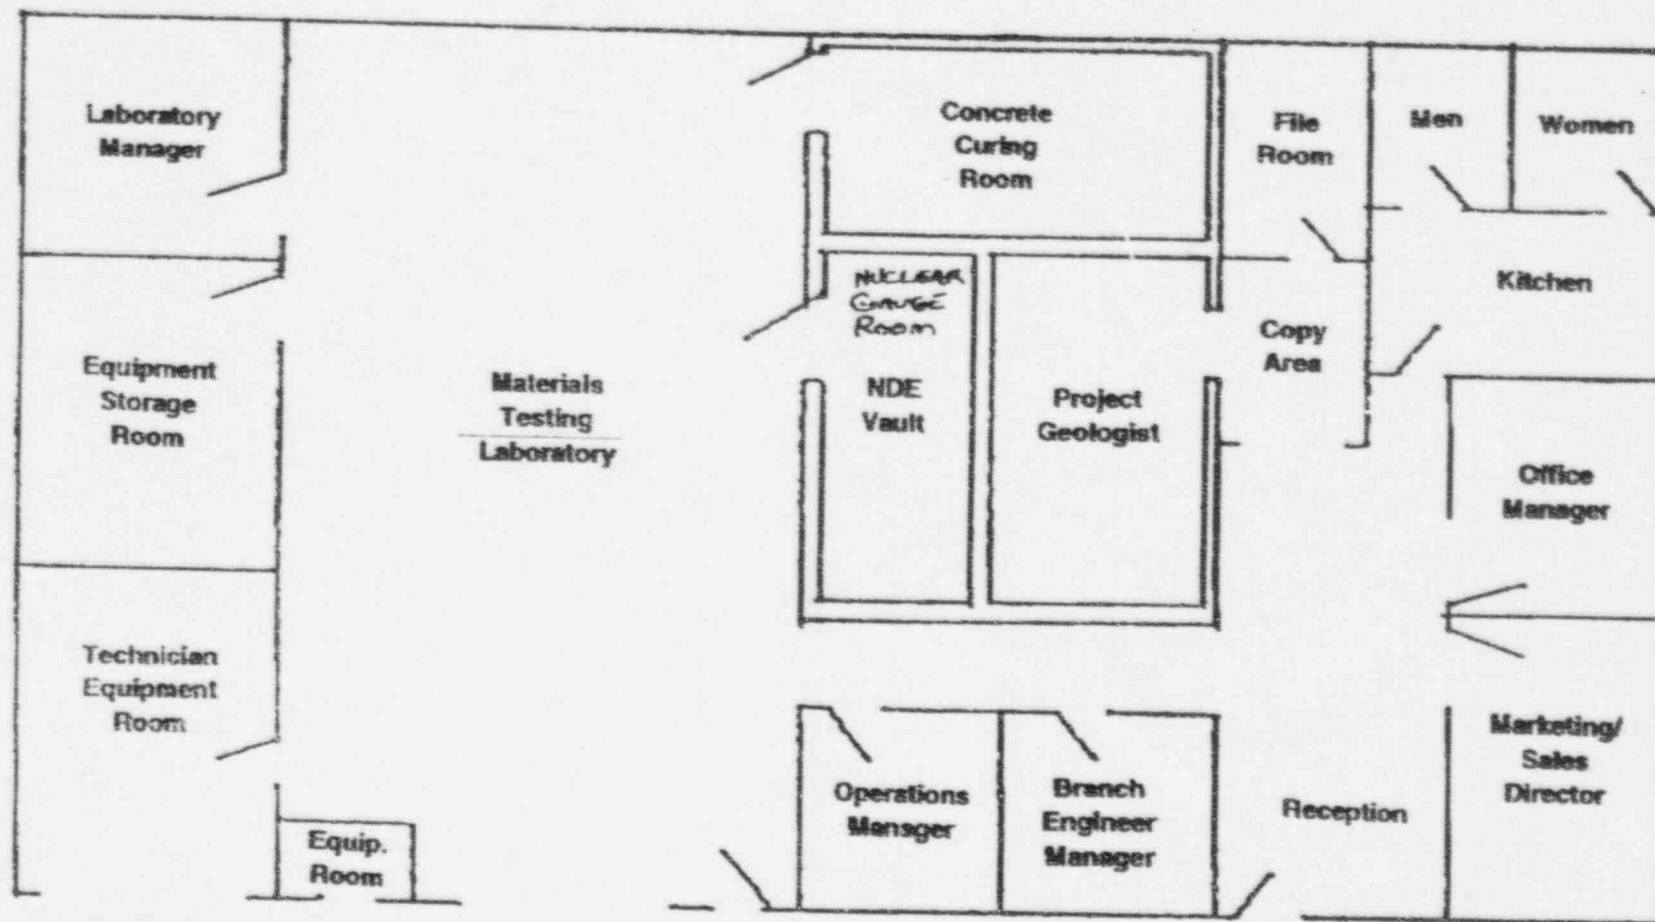 Laboratory
Manager
Concrete
Curing
Room
File
Room
Men
Women
Kitchen
NUCLEAR
GAUGE
ROOM
Equipment
Storage
Room
Materials
Testing
Laboratory
NDE
Vault
Project
Geologist
Copy
Area
Office
Manager
Technician
Equipment
Room
Equip.
Room
Operations
Manager
Branch
Engineer
Manager
Reception
Marketing/
Sales
Director